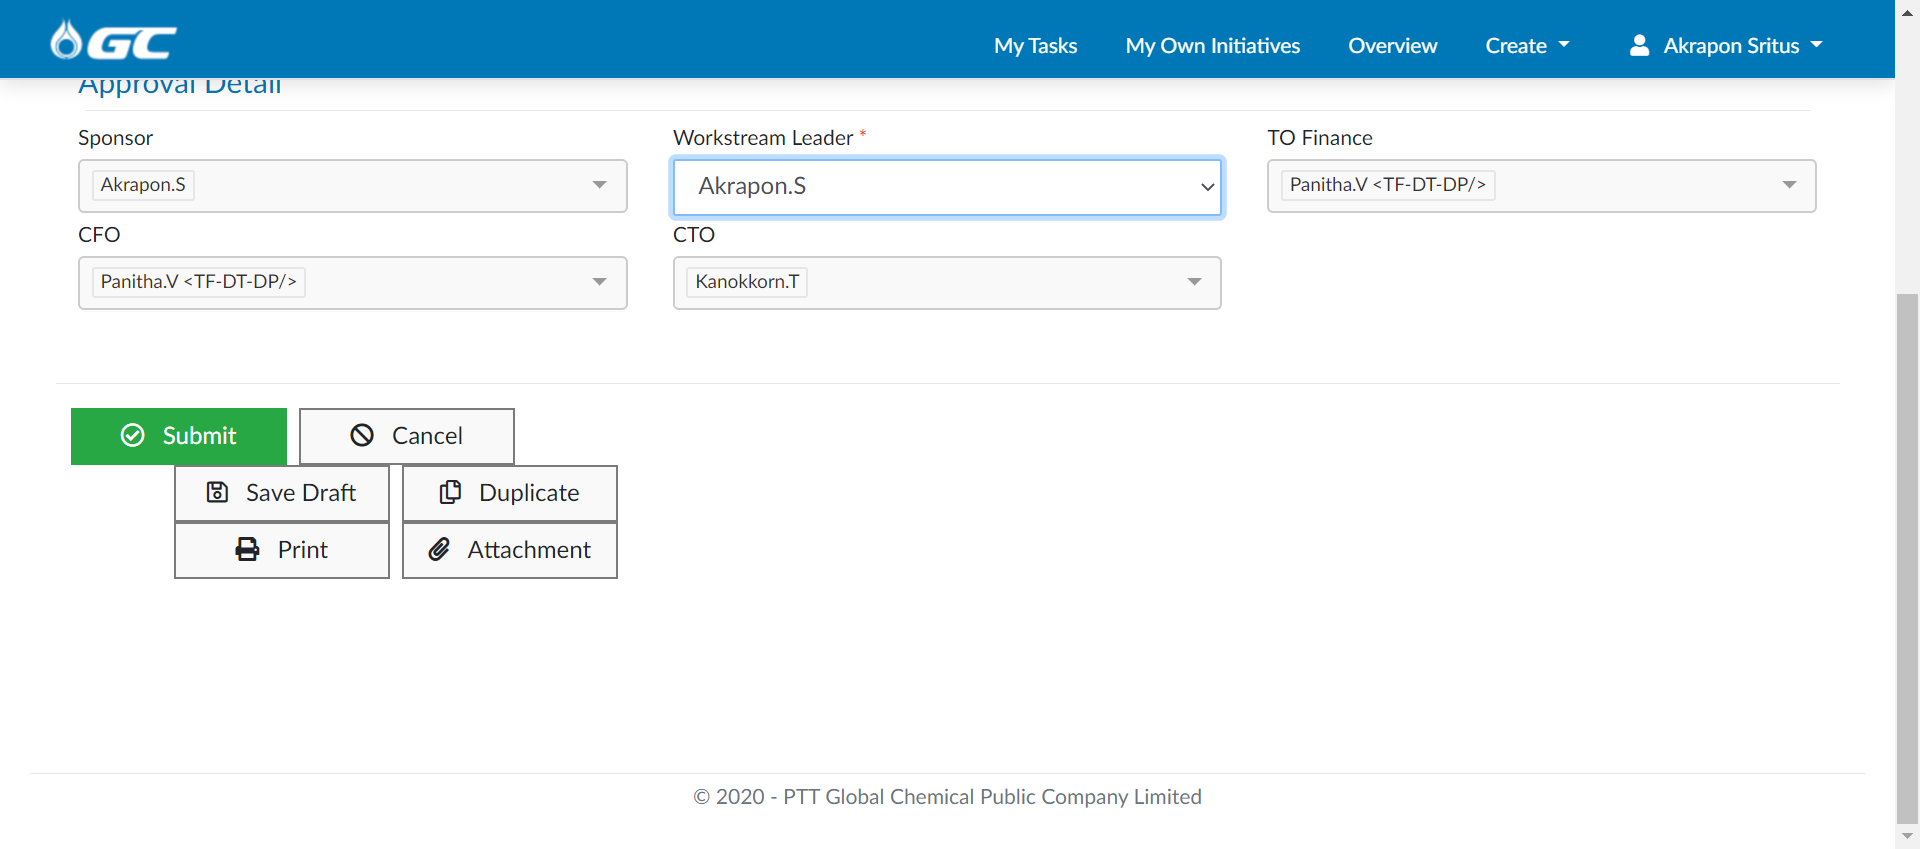 GC
My Tasks
My Own Initiatives
Overview
Create
Akrapon Sritus
Approval Detail
Sponsor
Workstream Leader *
TO Finance
Akrapon.S
Akrapon.S
Panitha.V <TF-DT-DP/>
CFO
CTO
Panitha.V <TF-DT-DP/>
Kanokkorn.T
Submit
Cancel
Save Draft
Duplicate
Print
Attachment
© 2020 - PTT Global Chemical Public Company Limited